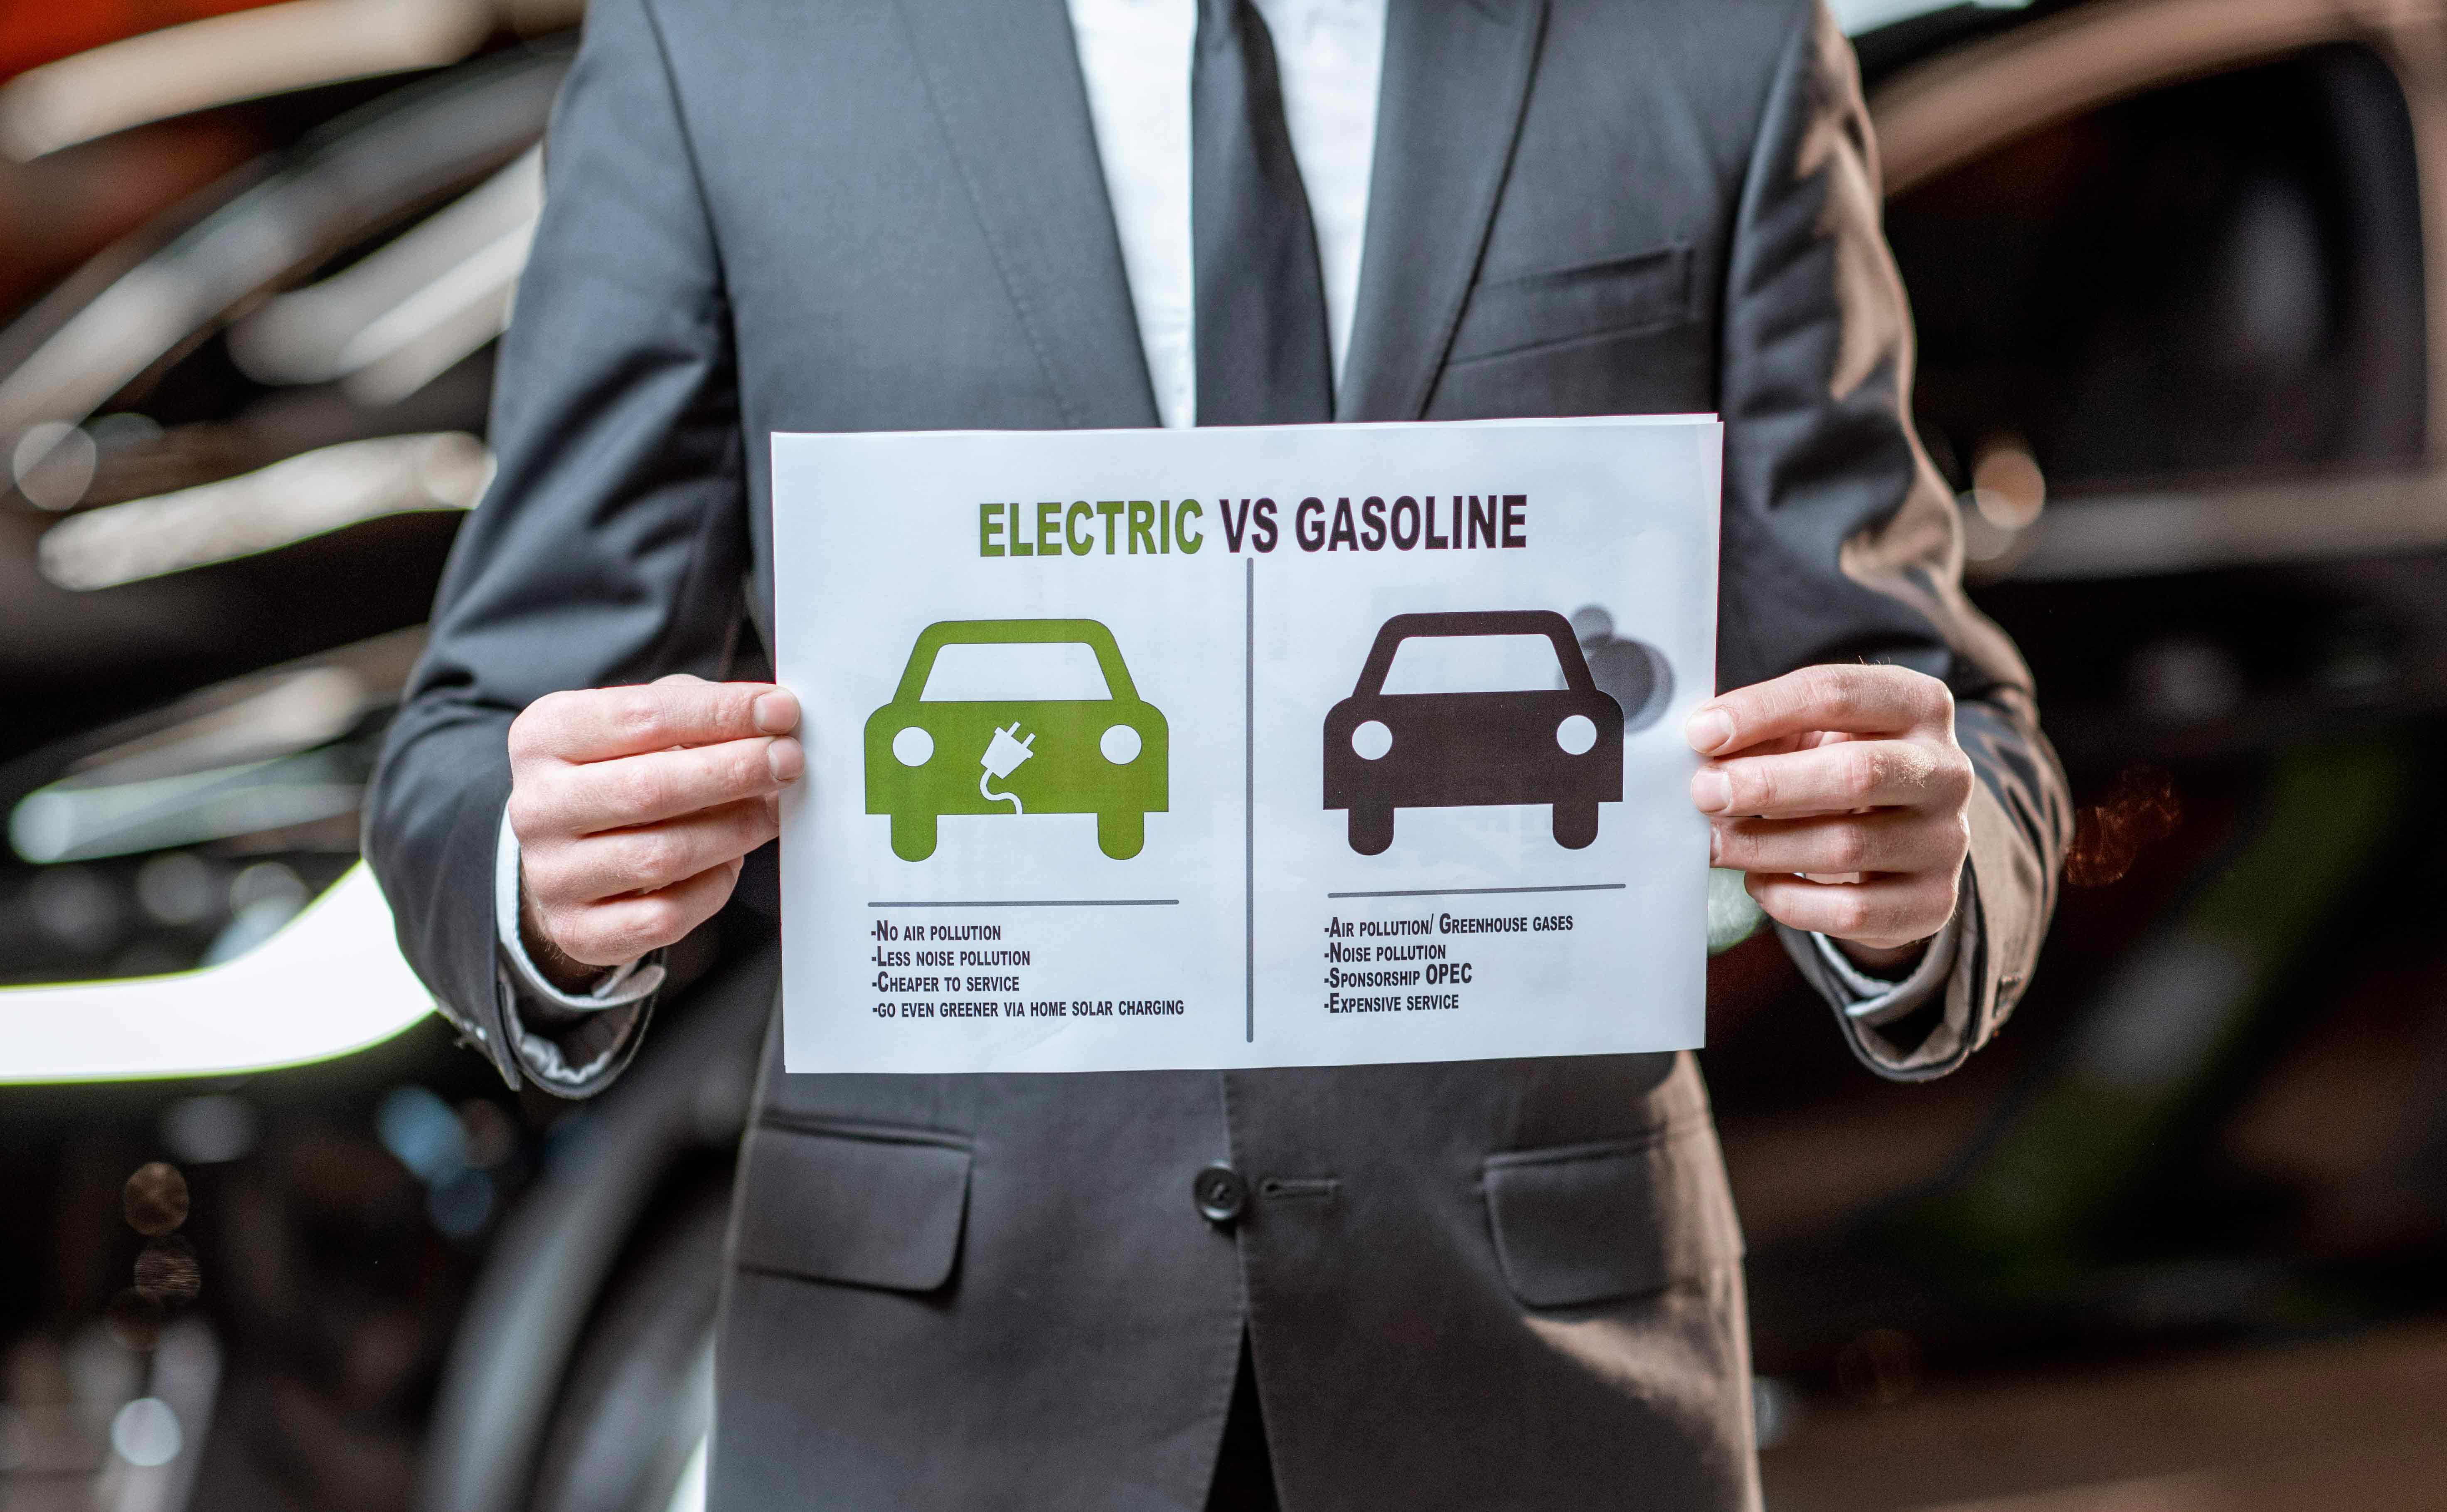 ELECTRIC VS GASOLINE
-No air pollution
-Less noise pollution
-Cheaper to service
-go even greener via home solar charging
-Air pollution/ Greenhouse gases
-Noise pollution
-Sponsorship OPEC
-Expensive service